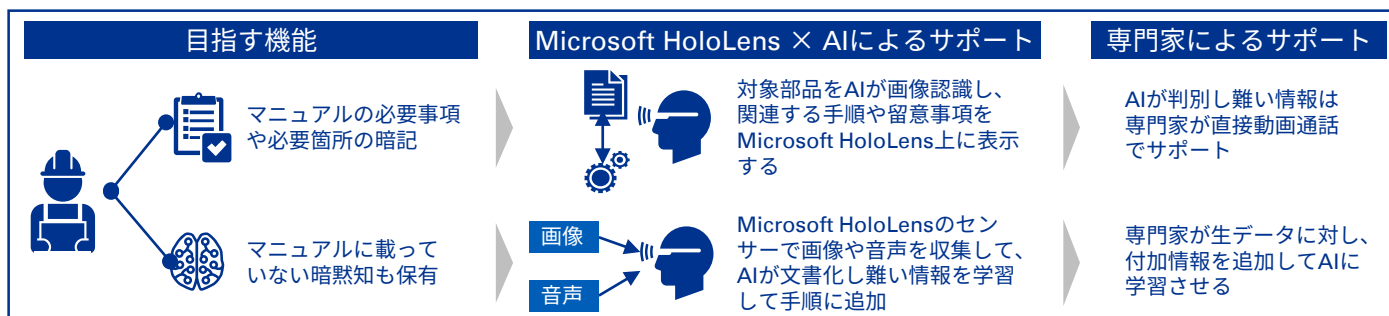 目指す機能
Microsoft HoloLens × AIによるサポート
専門家によるサポート
マニュアルの必要事項
や必要箇所の暗記
対象部品をAIが画像認識し、
関連する手順や留意事項を
Microsoft HoloLens上に表示
する
AIが判別し難い情報は
専門家が直接動画通話
でサポート
マニュアルに載って
いない暗黙知も保有
画像
音声
Microsoft HoloLensのセン
サーで画像や音声を収集して、
AIが文書化し難い情報を学習
して手順に追加
専門家が生データに対し、
付加情報を追加してAIに
学習させる